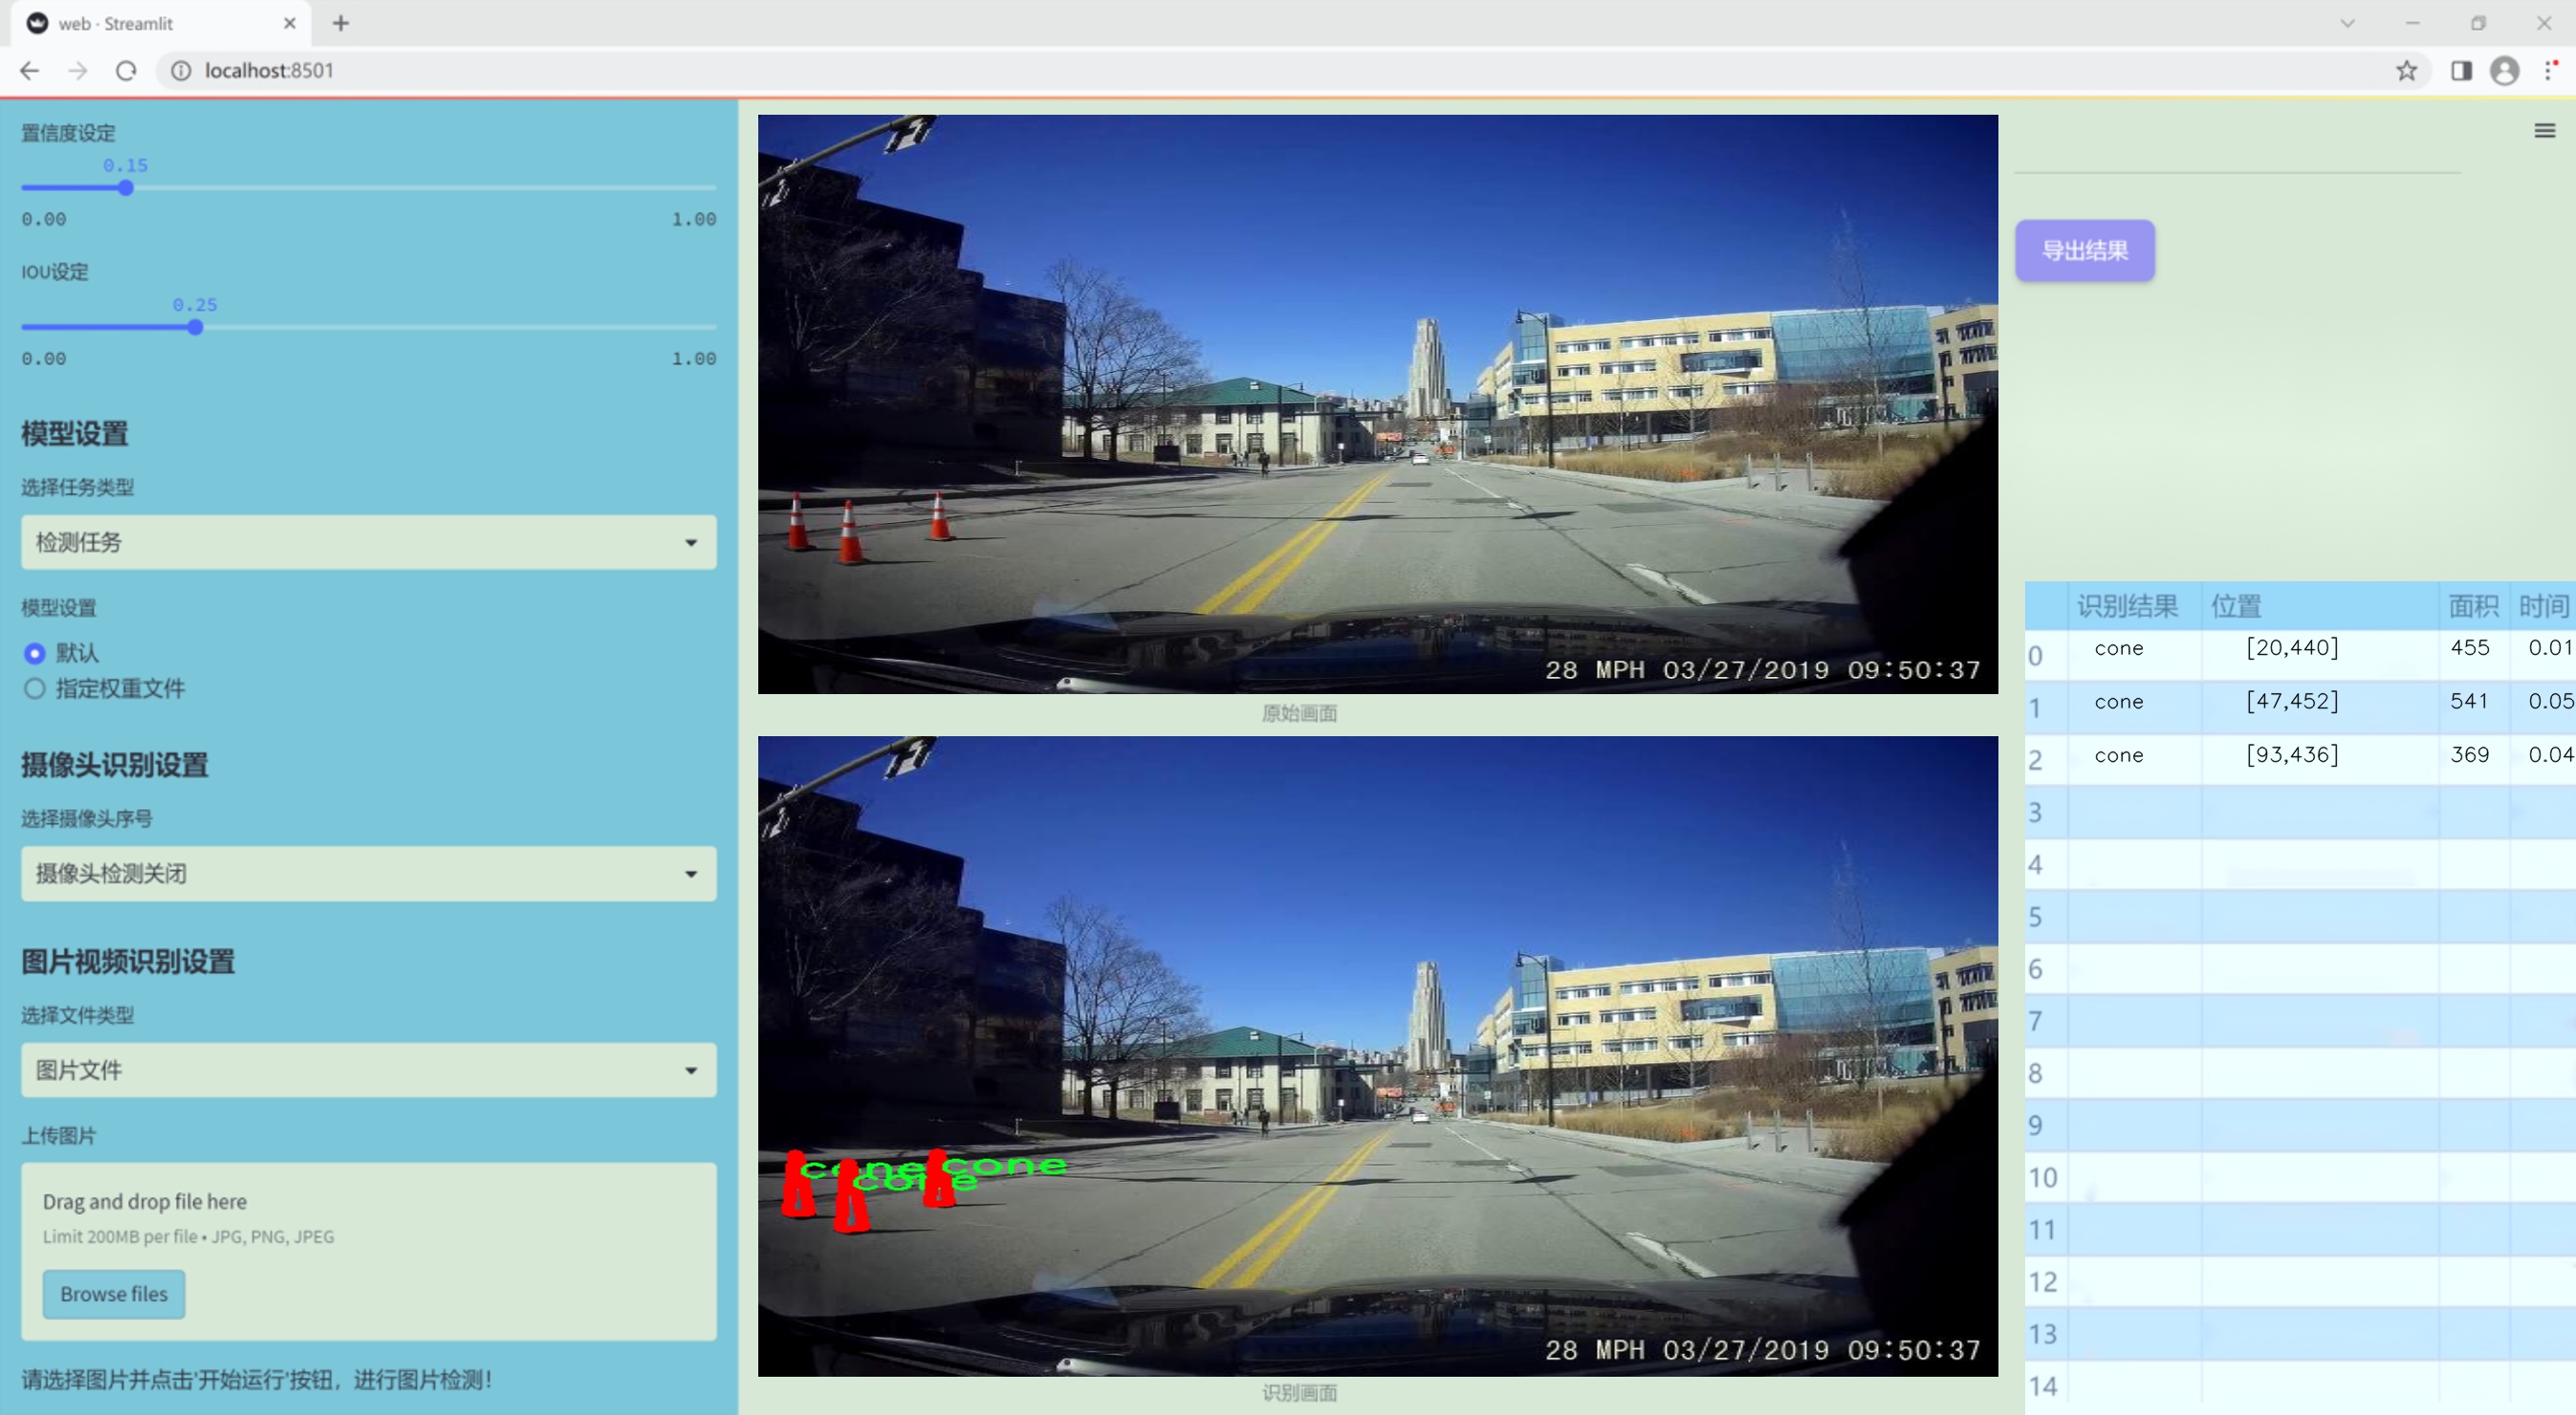 web · Streamlit
localhost:8501
置信度设定
0.15
0.00 1.00
IOU设定
0.25
0.00 1.00
模型设置
选择任务类型
检测任务
模型设置
默认
指定权重文件
摄像头识别设置
选择摄像头序号
摄像头检测关闭
图片视频识别设置
选择文件类型
图片文件
上传图片
Drag and drop file here
Limit 200MB per file • JPG, PNG, JPEG
Browse files
请选择图片并点击'开始运行'按钮，进行图片检测！
28 MPH 03/27/2019 09:50:37
原始画面
cone
cone
cone
28 MPH 03/27/2019 09:50:37
识别画面
导出结果
识别结果 位置 面积 时间
0 cone [20,440] 455 0.01
1 cone [47,452] 541 0.05
2 cone [93,436] 369 0.04
3
4
5
6
7
8
9
10
11
12
13
14